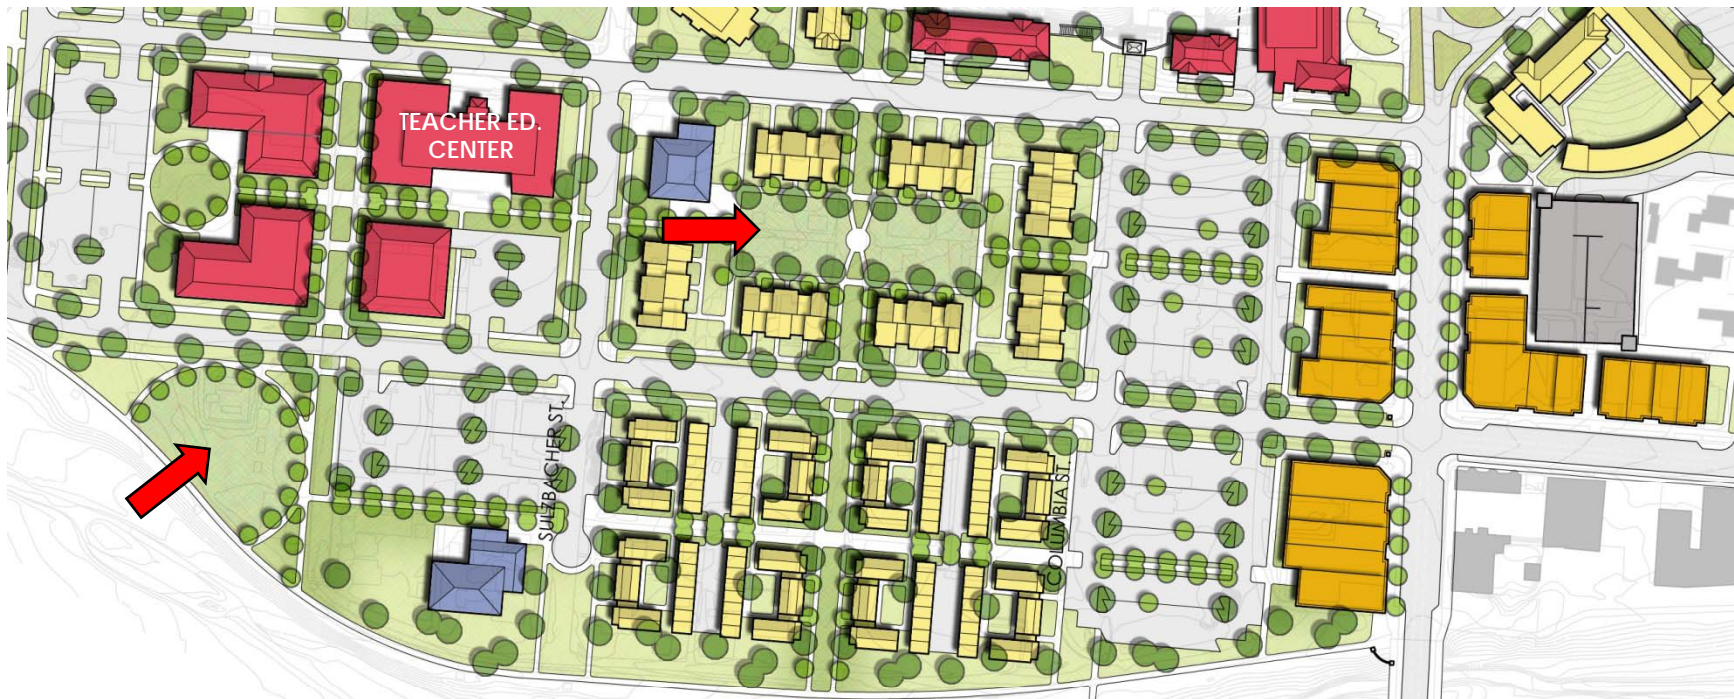 TEACHER ED.
CENTER
SULZBACHER ST.
COLUMBIA ST.